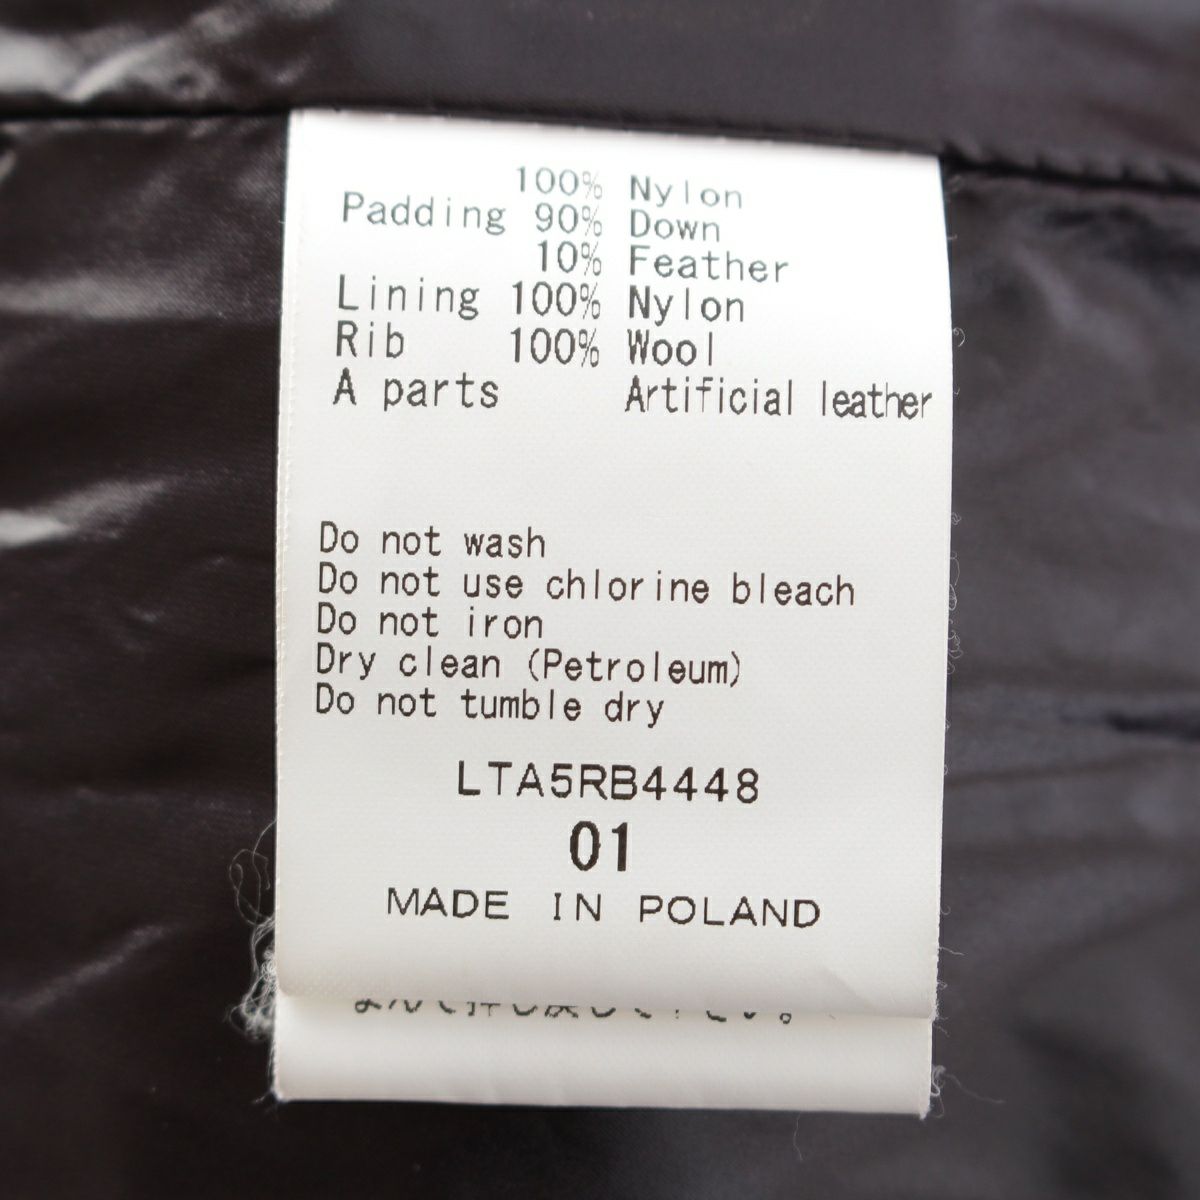 100% Nylon
Padding 90% Down
10% Feather
Lining 100% Nylon
Rib 100% Wool
A parts Artificial leather
Do not wash
Do not use chlorine bleach
Do not iron
Dry clean (Petroleum)
Do not tumble dry
LTA5RB4448
01
MADE IN POLAND